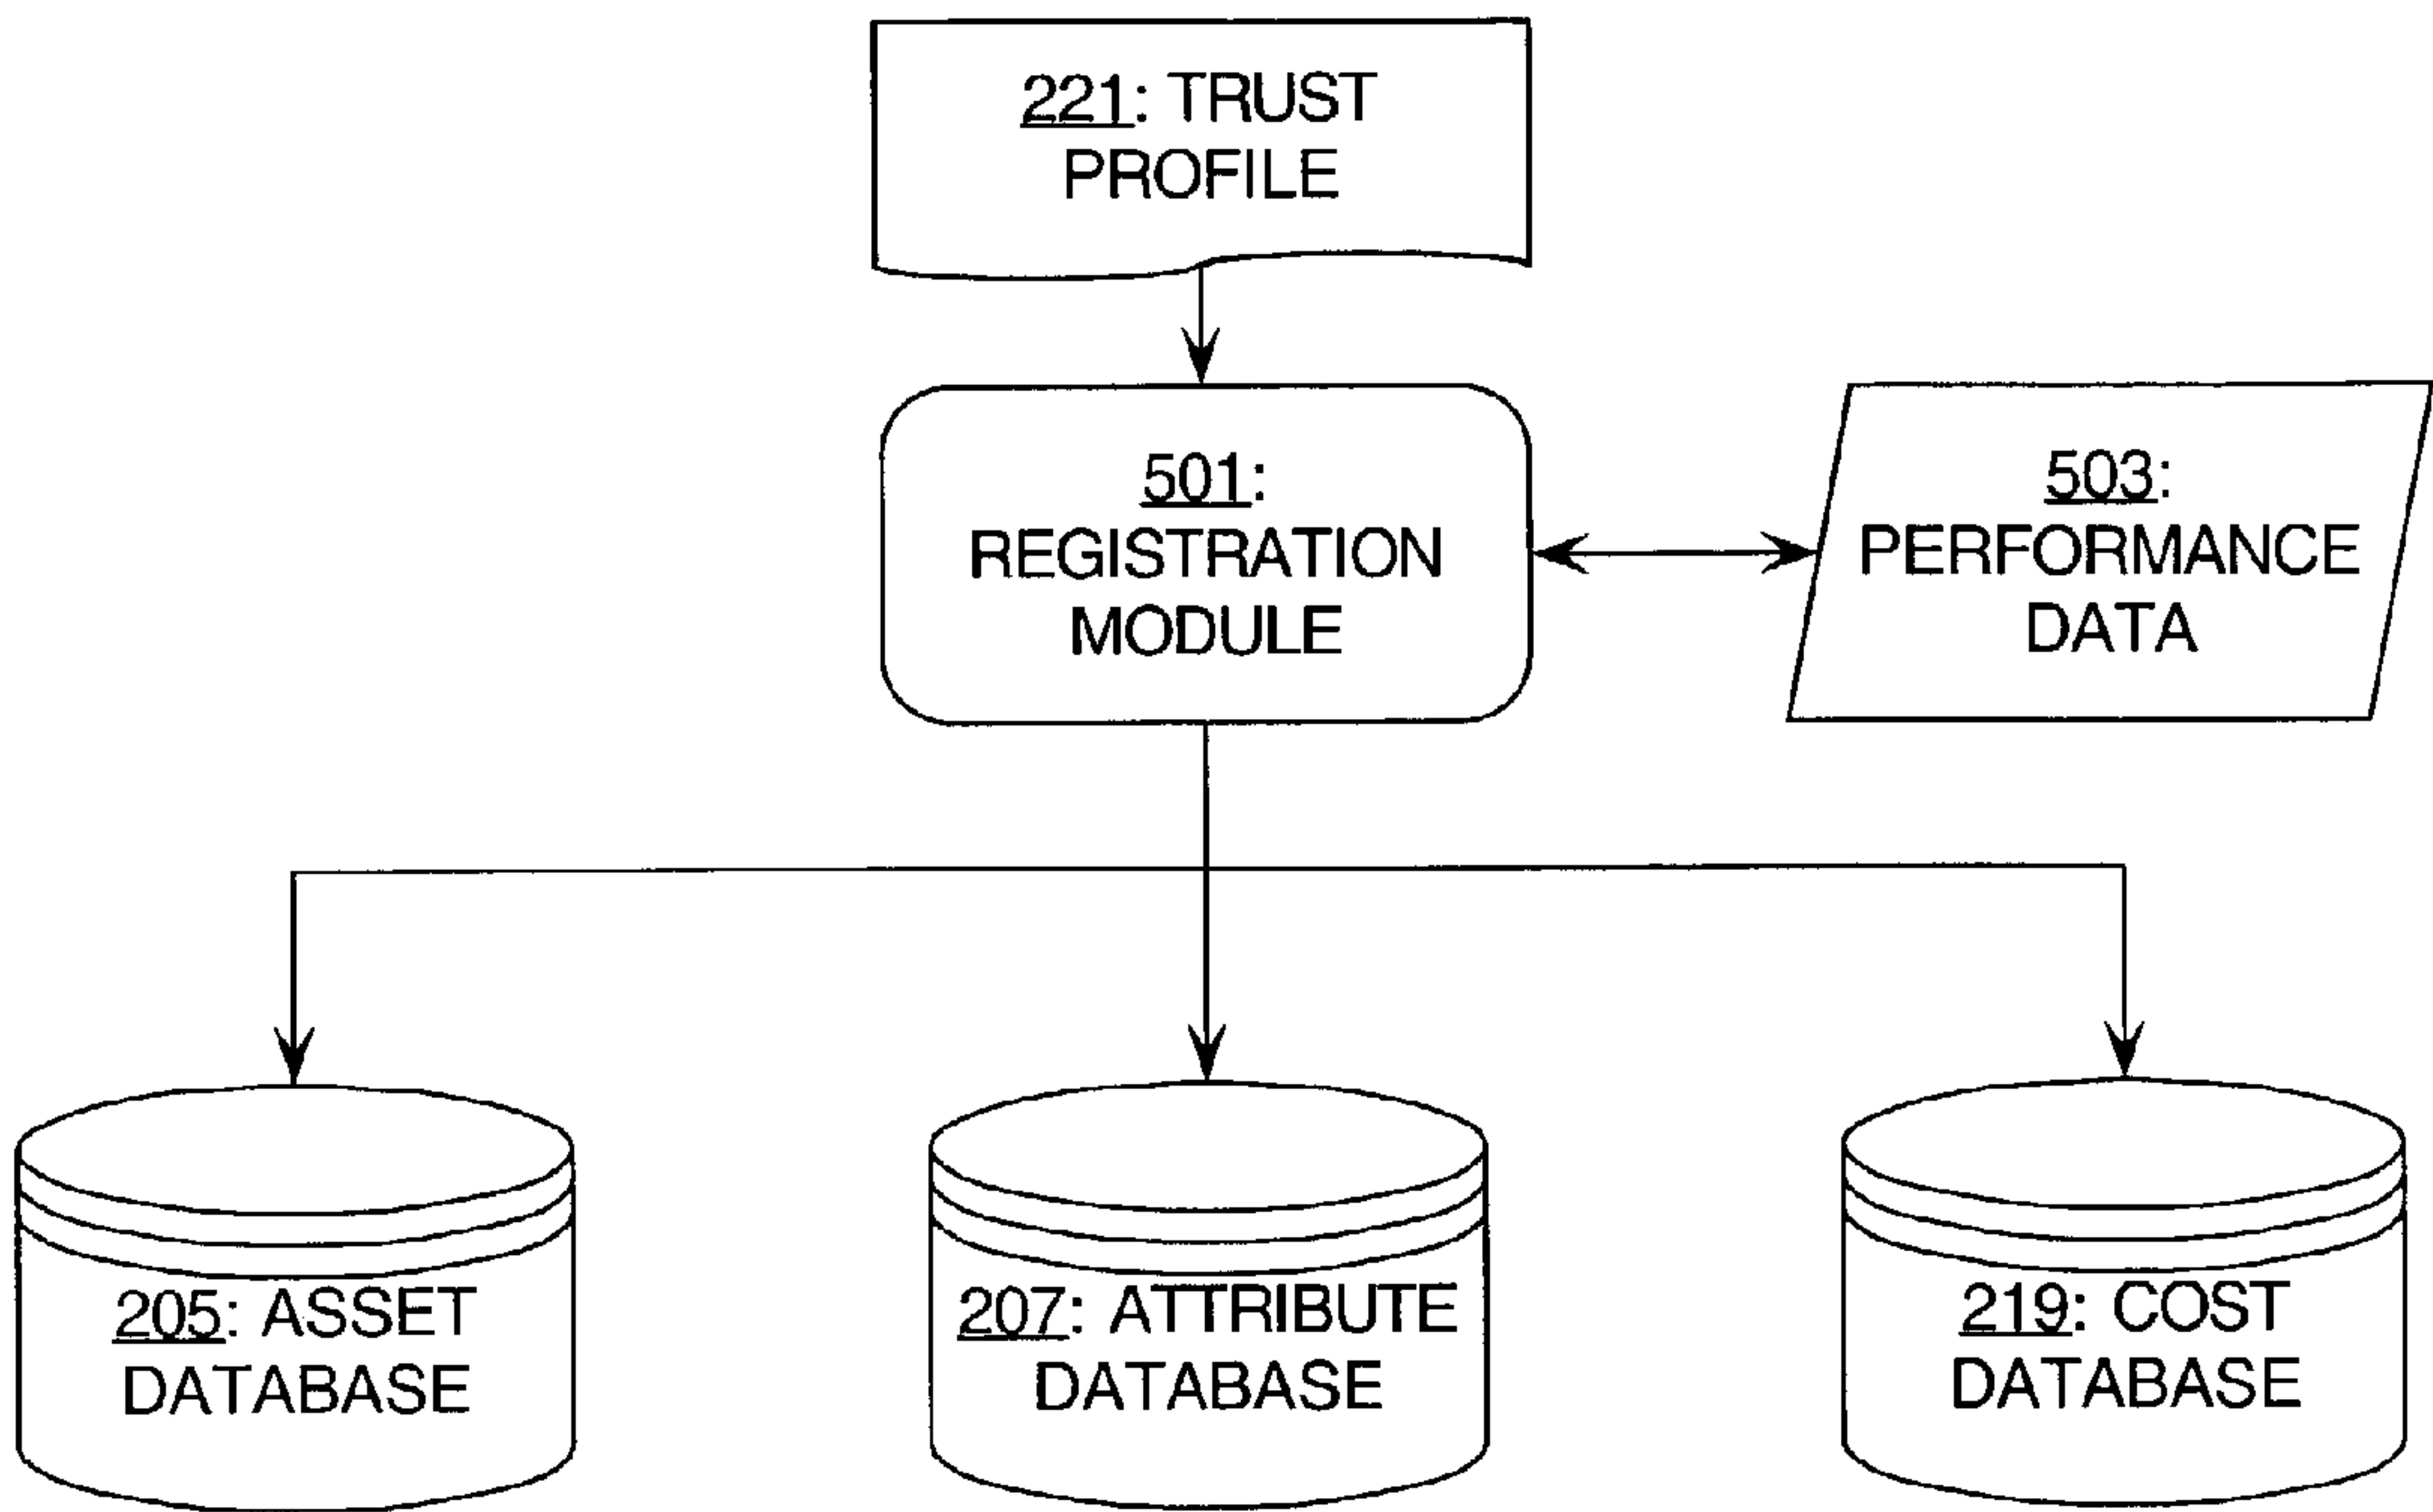 221: TRUST
PROFILE
501:
REGISTRATION
MODULE
503:
PERFORMANCE
DATA
205: ASSET
DATABASE
207: ATTRIBUTE
DATABASE
219: COST
DATABASE